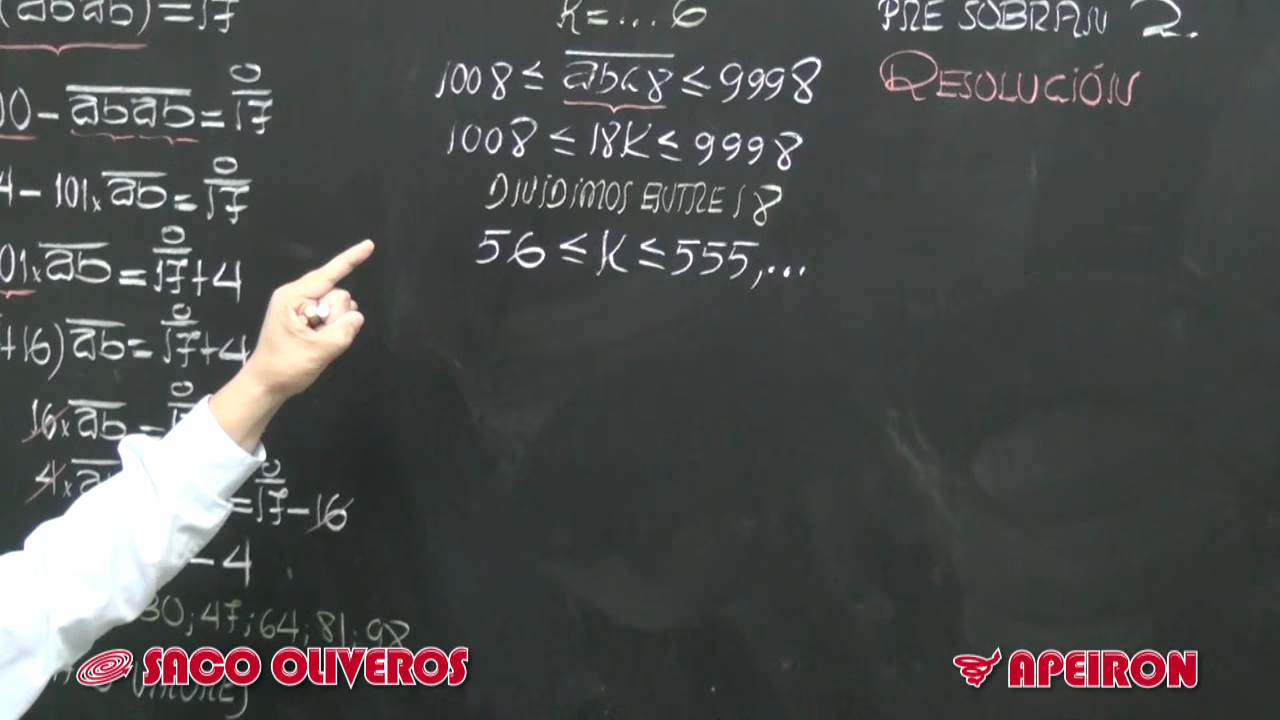 (abab) = 17
00 - abab = 17
4 - 101 x ab = 17
01 x ab = 17 + 4
+16) ab = 17 + 4
16 x ab =
4 x
= 17 - 16
- 4
30; 47; 64; 81; 98
K = ... 6
1008 ≤ abc8 ≤ 9998
1008 ≤ 18K ≤ 9998
DIVIDIMOS ENTRE 18
56 ≤ K ≤ 555,...
PRE SOBRAN 2.
RESOLUCIÓN
SACO OLIVEROS
APEIRON